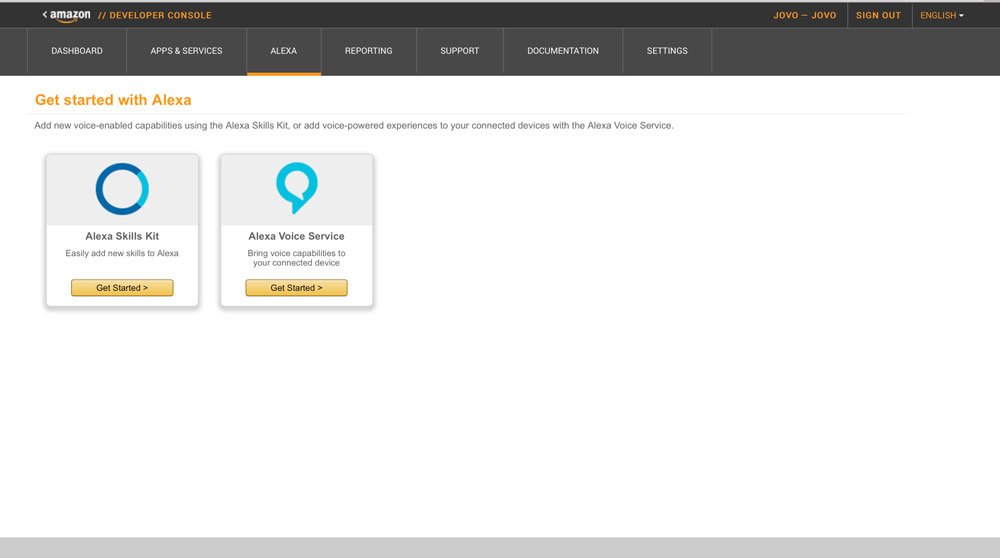 < amazon // DEVELOPER CONSOLE
JOVO — JOVO
SIGN OUT
ENGLISH
DASHBOARD
APPS & SERVICES
ALEXA
REPORTING
SUPPORT
DOCUMENTATION
SETTINGS
Get started with Alexa
Add new voice-enabled capabilities using the Alexa Skills Kit, or add voice-powered experiences to your connected devices with the Alexa Voice Service.
Alexa Skills Kit
Easily add new skills to Alexa
Get Started >
Alexa Voice Service
Bring voice capabilities to
your connected device
Get Started >